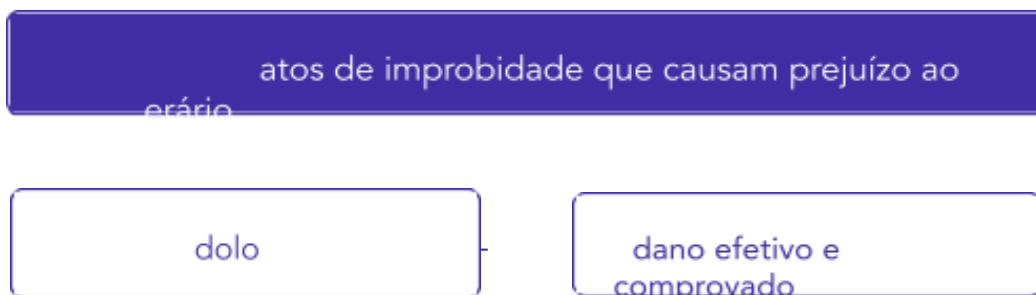 atos de improbidade que causam prejuízo ao
erário
dolo
dano efetivo e
comprovado